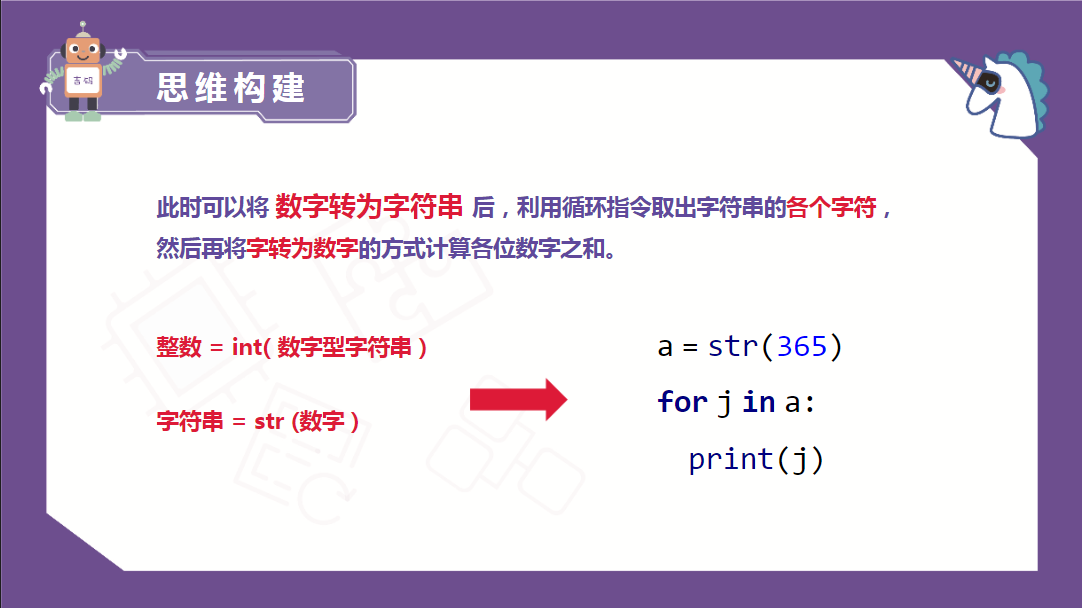 吉码
思维构建
此时可以将 数字转为字符串 后，利用循环指令取出字符串的各个字符，
然后再将字转为数字的方式计算各位数字之和。
整数 = int( 数字型字符串 )
字符串 = str (数字 )
a = str(365)
for j in a:
print(j)